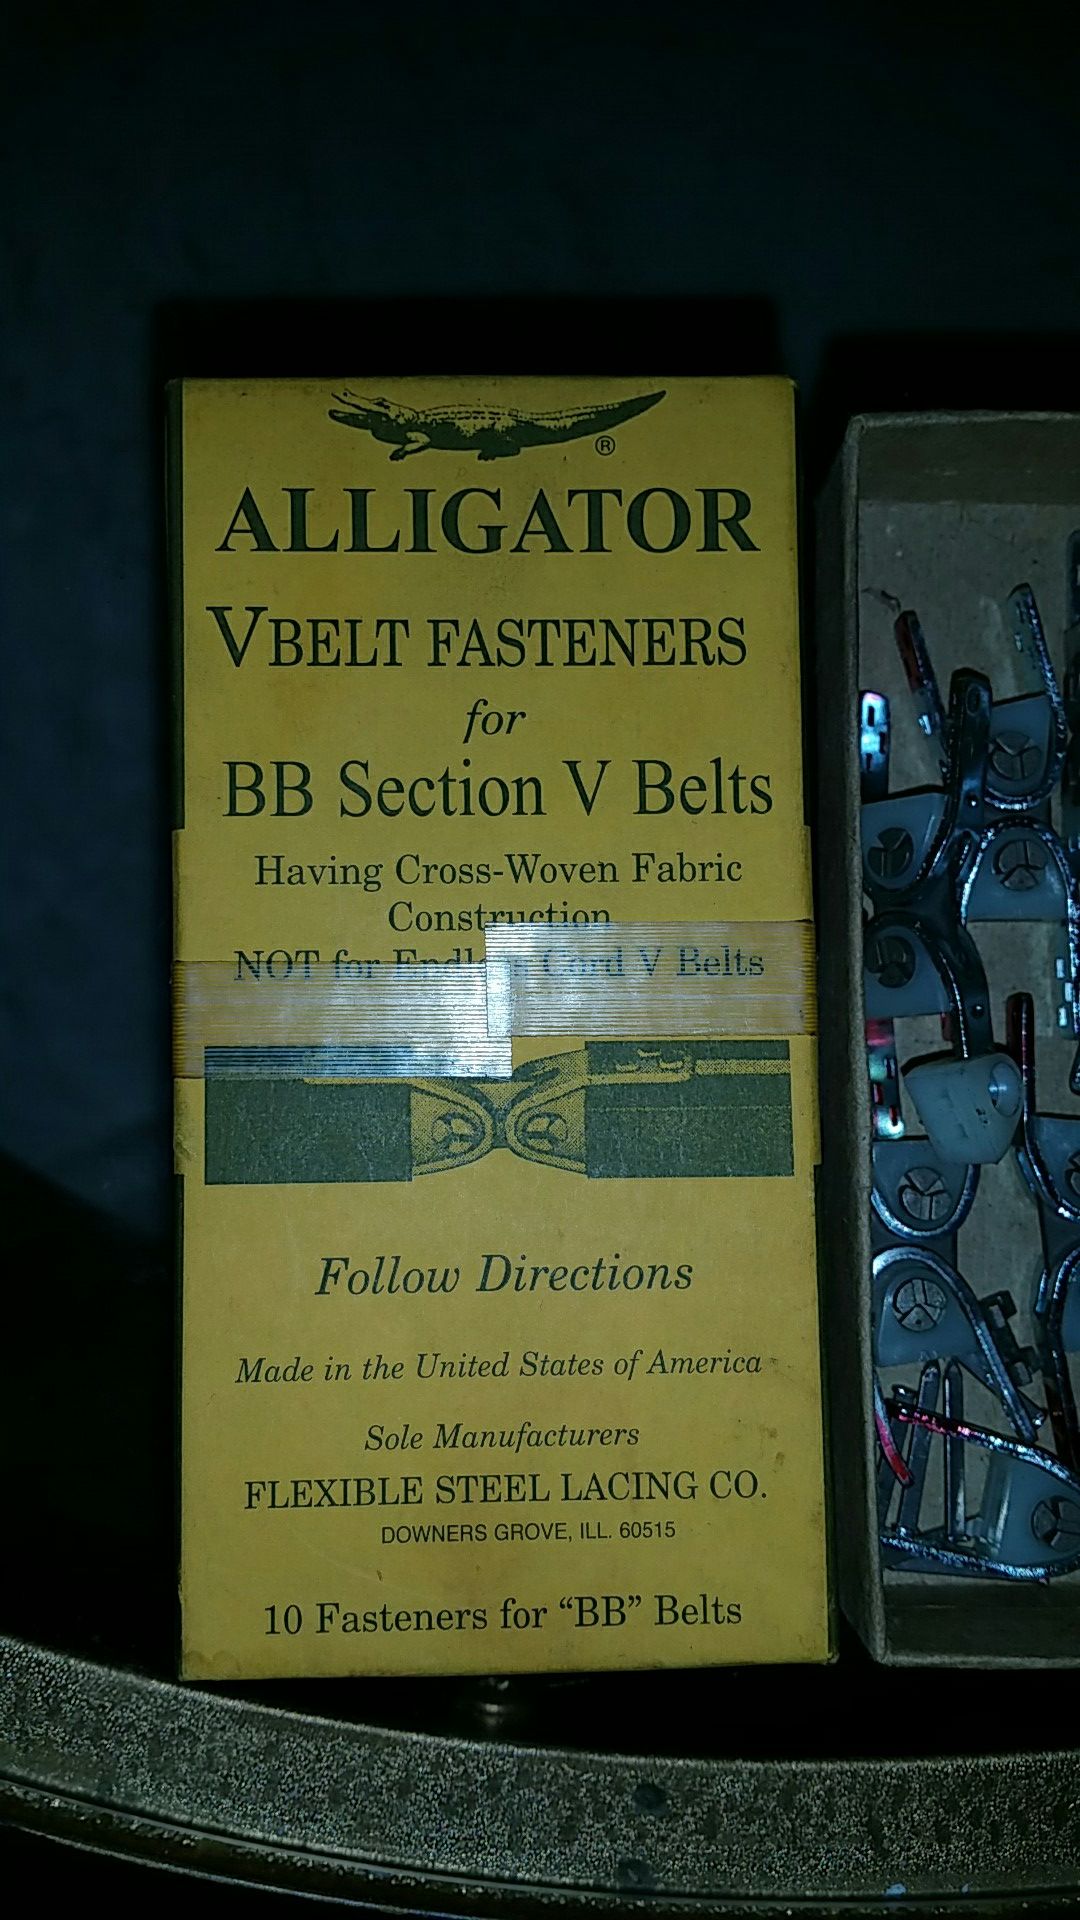 ®
ALLIGATOR
VBELT FASTENERS
for
BB Section V Belts
Having Cross-Woven Fabric
Construction
NOT for Endless Cord V Belts
Follow Directions
Made in the United States of America
Sole Manufacturers
FLEXIBLE STEEL LACING CO.
DOWNERS GROVE, ILL. 60515
10 Fasteners for “BB” Belts